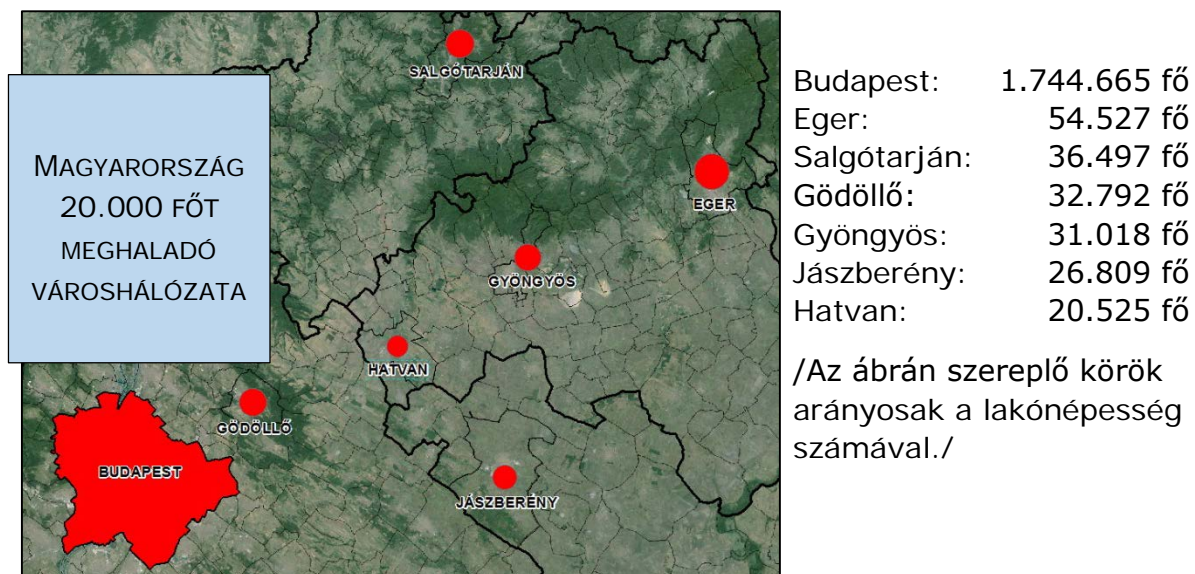 MAGYARORSZÁG
20.000 FŐT
MEGHALADÓ
VÁROSHÁLÓZATA
SALGÓTARJÁN
EGER
GYÖNGYÖS
HATVAN
GÖDÖLLŐ
BUDAPEST
JÁSZBERÉNY
Budapest: 1.744.665 fő
Eger: 54.527 fő
Salgótarján: 36.497 fő
Gödöllő: 32.792 fő
Gyöngyös: 31.018 fő
Jászberény: 26.809 fő
Hatvan: 20.525 fő
/Az ábrán szereplő körök
arányosak a lakónépesség
számával./